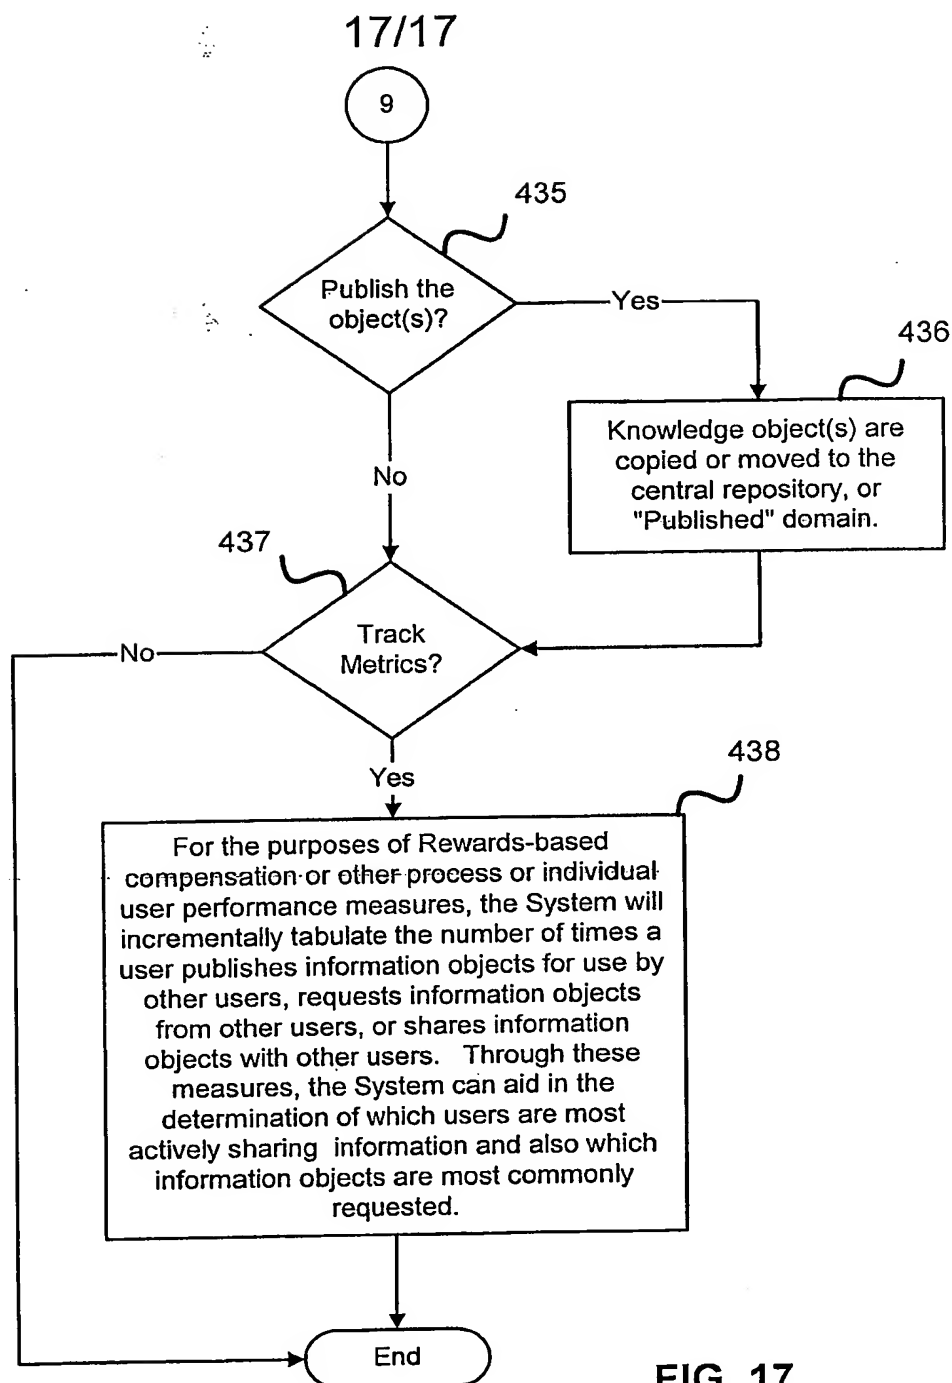 17/17
9
435
Publish the
object(s)?
Yes
436
Knowledge object(s) are
copied or moved to the
central repository, or
"Published" domain.
No
437
Track
Metrics?
No
Yes
438
For the purposes of Rewards-based
compensation or other process or individual
user performance measures, the System will
incrementally tabulate the number of times a
user publishes information objects for use by
other users, requests information objects
from other users, or shares information
objects with other users. Through these
measures, the System can aid in the
determination of which users are most
actively sharing information and also which
information objects are most commonly
requested.
End
FIG. 17